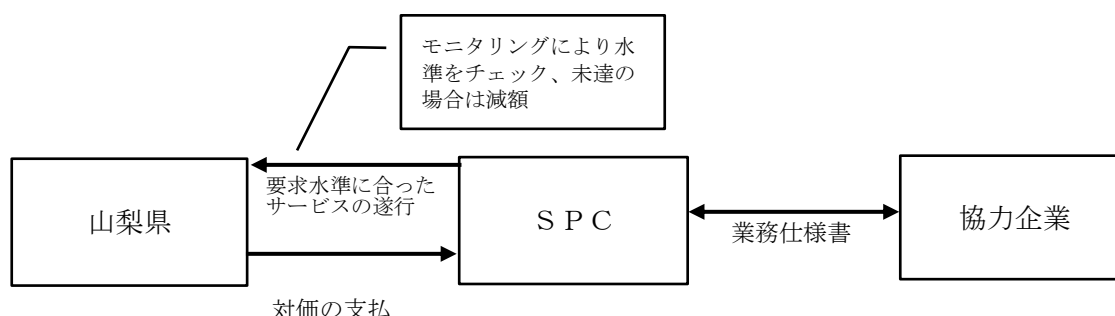 モニタリングにより水
準をチェック、未達の
場合は減額
要求水準に合った
サービスの遂行
山梨県
ＳＰＣ
業務仕様書
協力企業
対価の支払